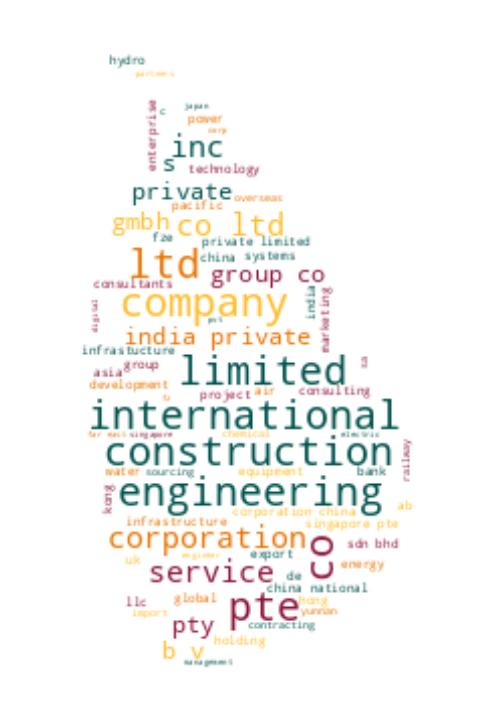 hydro
partners
enterprise
c
japan
power
corp
inc
s
technology
private
overseas
pacific
gmbh
co ltd
fze
private limited
ltd
china
systems
group co
consultants
company
india
marketing
digital
india private
infrastucture
group
asia
limited
development
air
project
consulting
international
far east
singapore
chemical
electric
construction
railway
water
sourcing
equipment
bank
kong
engineering
ab
corporation china
infrastructure
singapore pte
corporation
co
sdn bhd
uk
engineer
export
energy
service
de
china national
llc
global
pte
hong
import
yunnan
pty
contracting
holding
b v
management